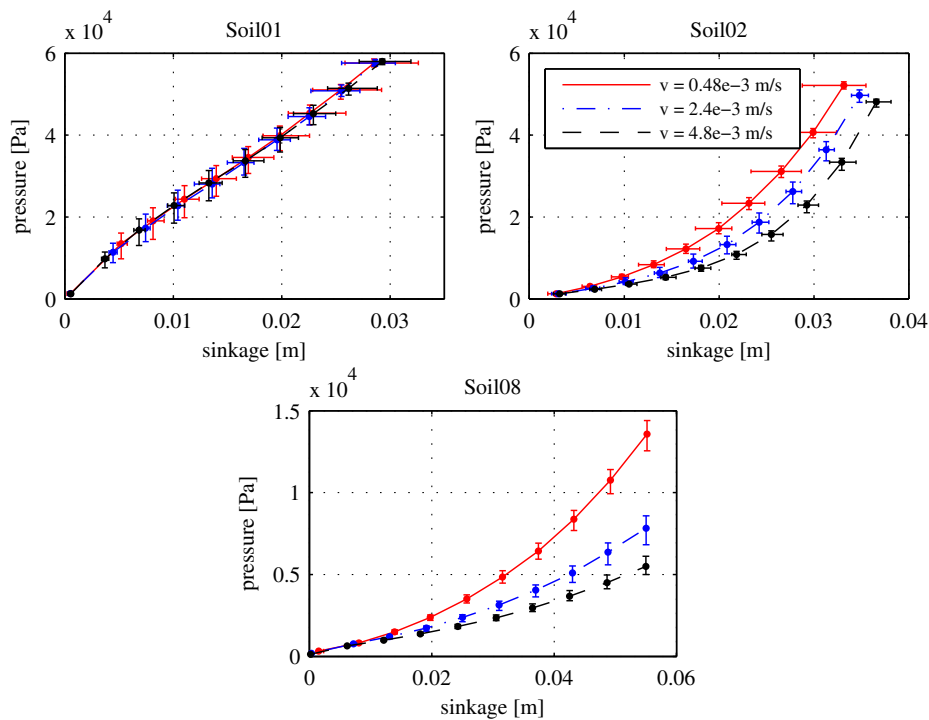 x 10⁴
Soil01
6
4
2
0
0
0.01
0.02
0.03
pressure [Pa]
sinkage [m]
x 10⁴
Soil02
v = 0.48e−3 m/s
v = 2.4e−3 m/s
v = 4.8e−3 m/s
6
4
2
0
0
0.01
0.02
0.03
0.04
pressure [Pa]
sinkage [m]
x 10⁴
Soil08
1.5
1
0.5
0
0
0.02
0.04
0.06
pressure [Pa]
sinkage [m]